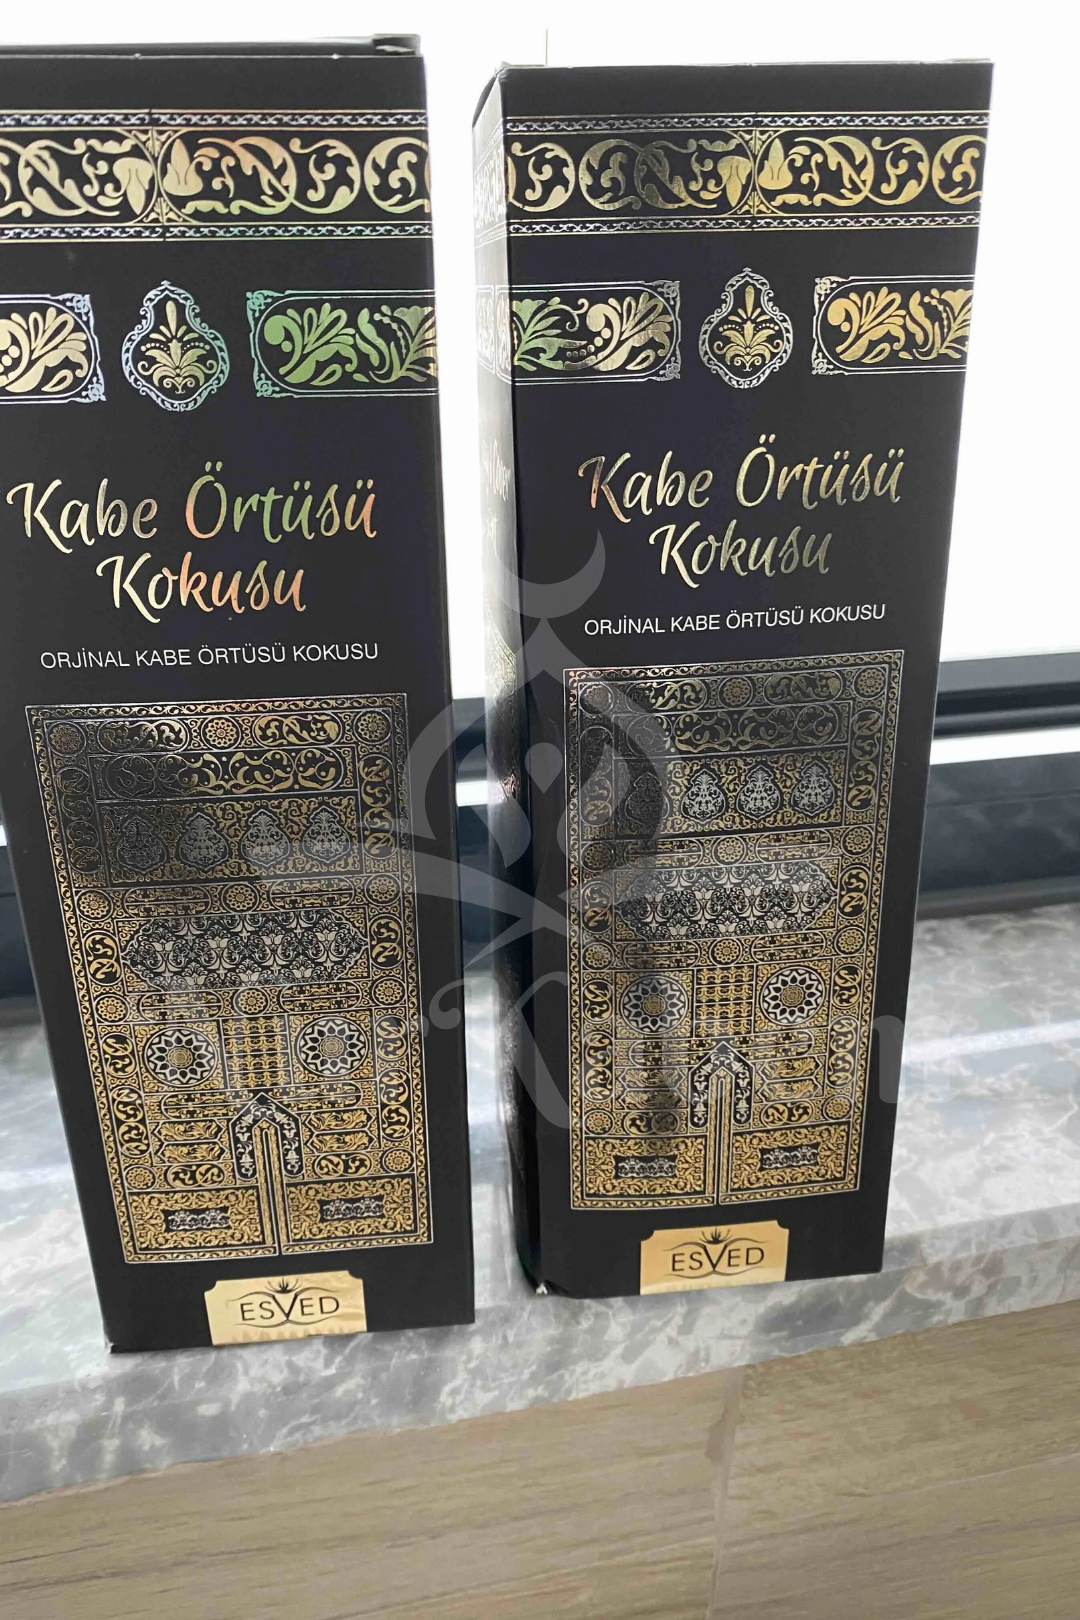 Kabe Örtüsü
Kokusu
ORJİNAL KABE ÖRTÜSÜ KOKUSU
ESVED
Kabe Örtüsü
Kokusu
ORJİNAL KABE ÖRTÜSÜ KOKUSU
ESVED